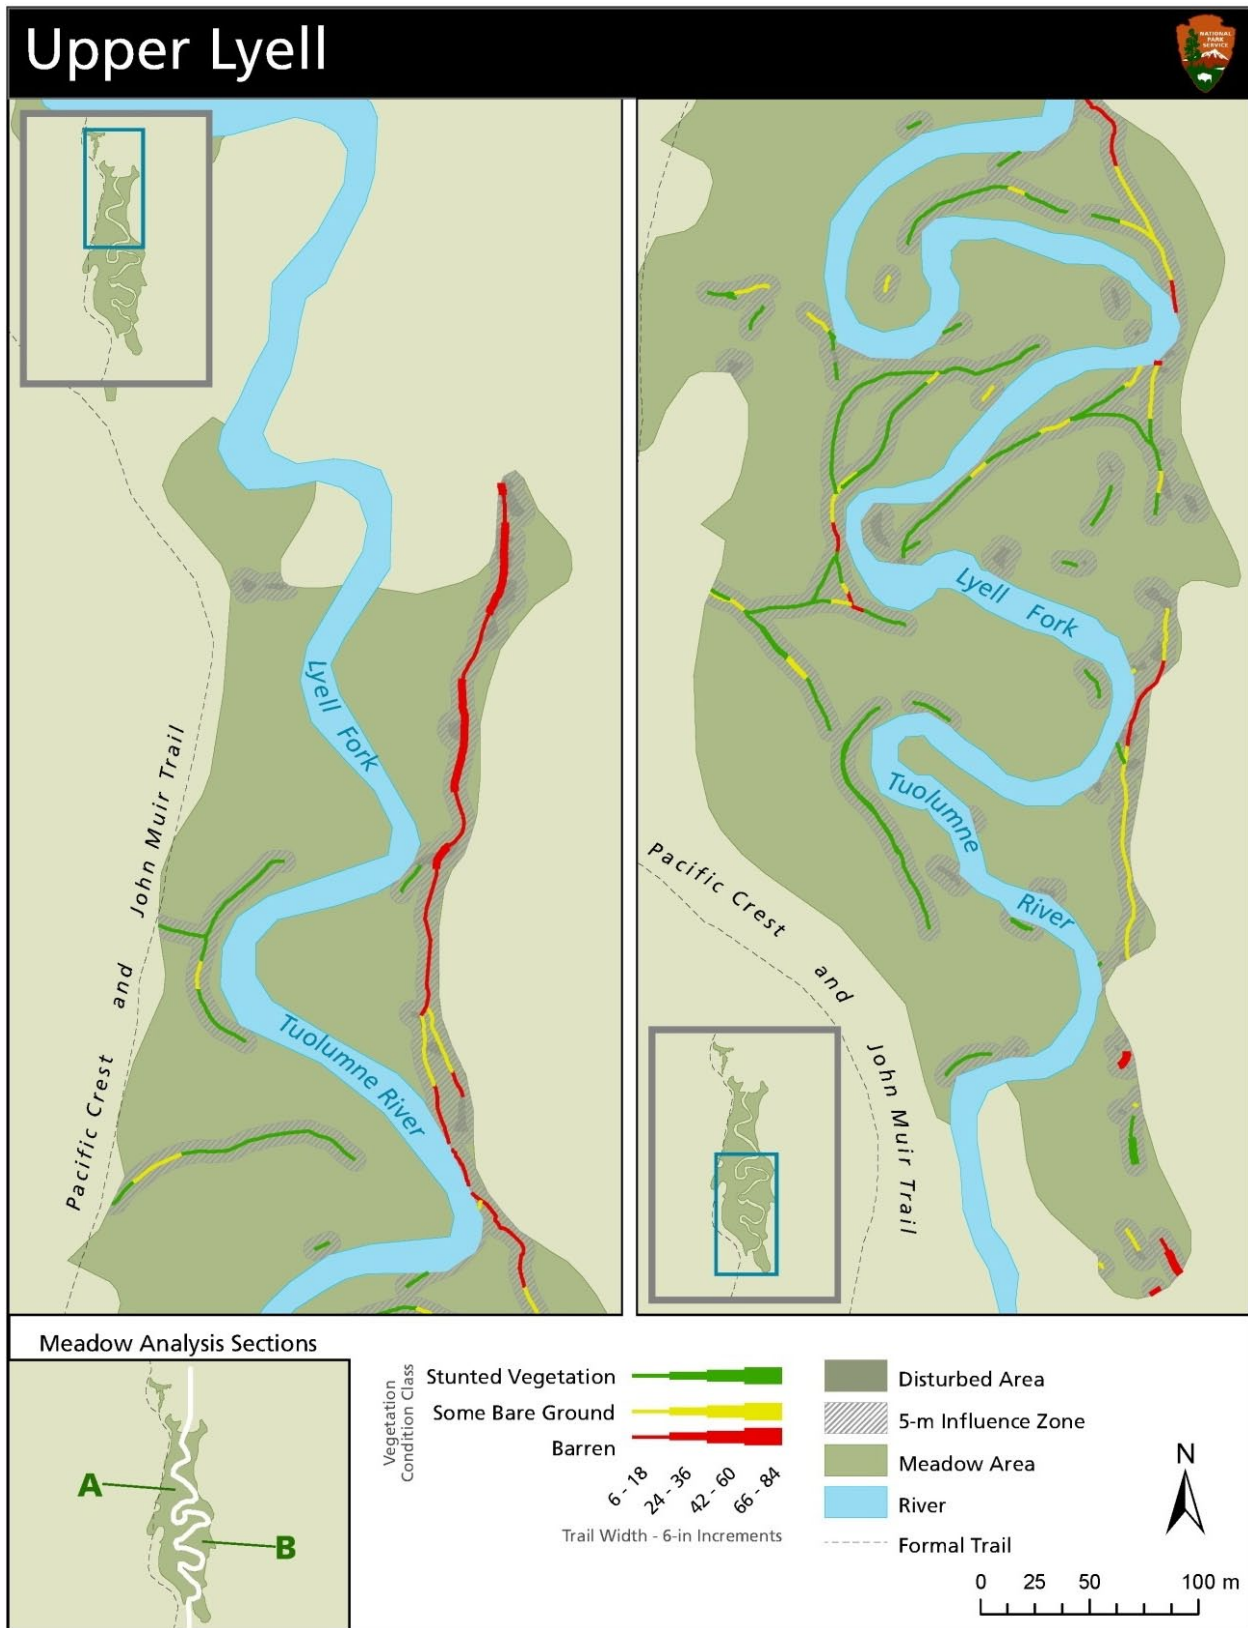 Upper Lyell
NATIONAL
PARK
SERVICE
Lyell Fork
Tuolumne River
Pacific Crest and John Muir Trail
Lyell Fork
Tuolumne River
Pacific Crest and John Muir Trail
Meadow Analysis Sections
A
B
Vegetation
Condition Class
Stunted Vegetation
Some Bare Ground
Barren
6 - 18
24 - 36
42 - 60
66 - 84
Trail Width - 6-in Increments
Disturbed Area
5-m Influence Zone
Meadow Area
River
Formal Trail
N
0 25 50 100 m